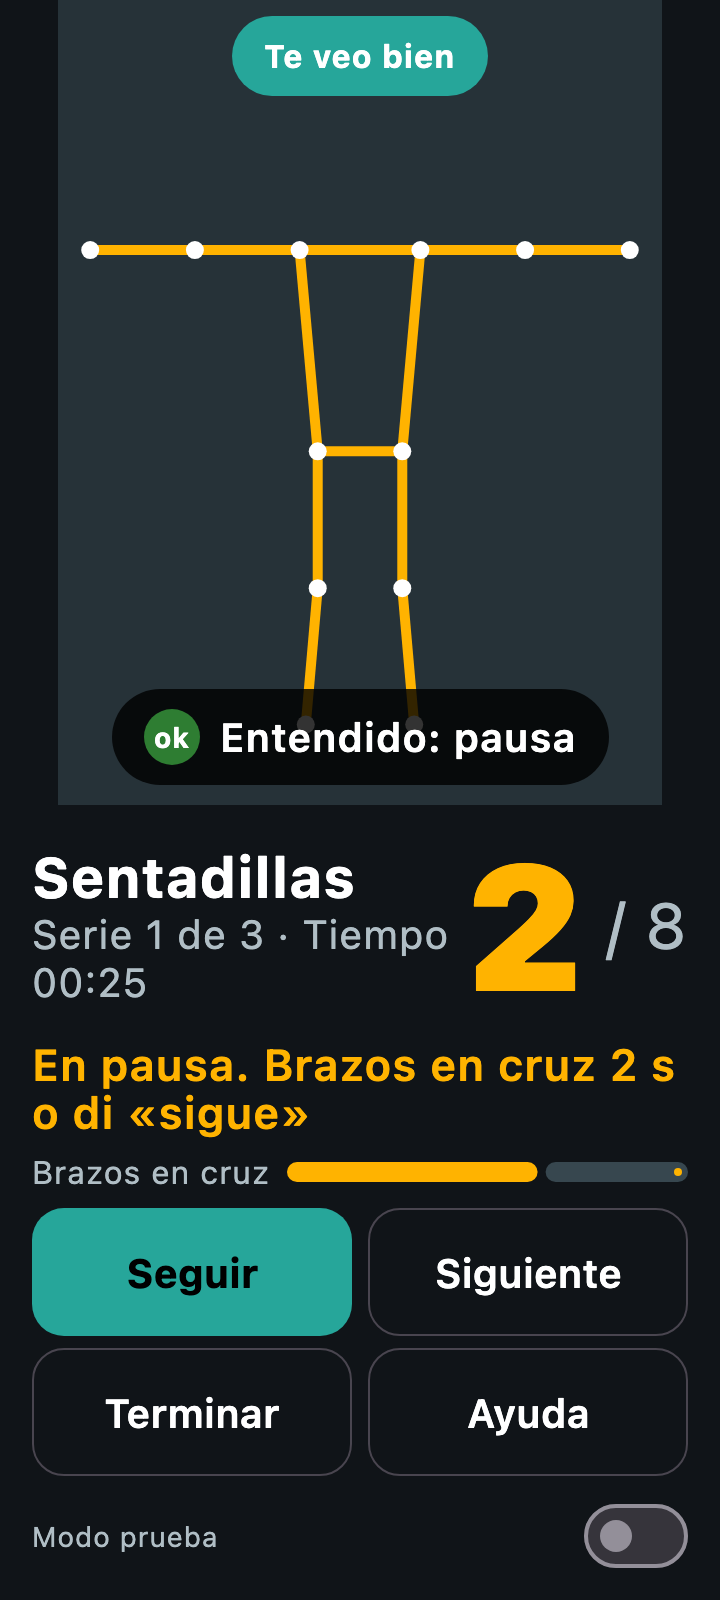 Te veo bien
ok Entendido: pausa
Sentadillas
2 / 8
Serie 1 de 3 · Tiempo
00:25
En pausa. Brazos en cruz 2 s
o di «sigue»
Brazos en cruz
Seguir
Siguiente
Terminar
Ayuda
Modo prueba